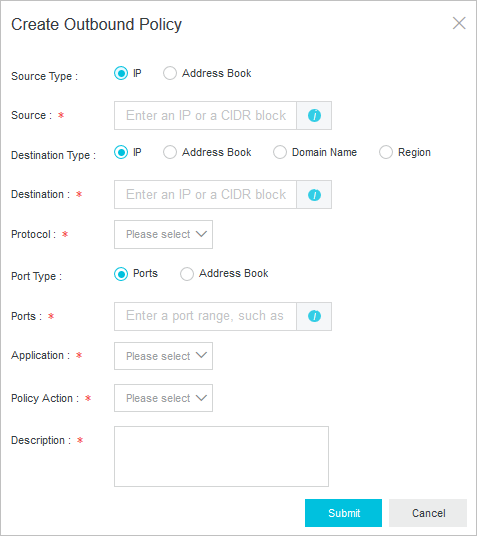 Create Outbound Policy
Source Type : IP Address Book
Source : * Enter an IP or a CIDR block i
Destination Type : IP Address Book Domain Name Region
Destination : * Enter an IP or a CIDR block i
Protocol : * Please select
Port Type : Ports Address Book
Ports : * Enter a port range, such as i
Application : * Please select
Policy Action : * Please select
Description : *
Submit Cancel